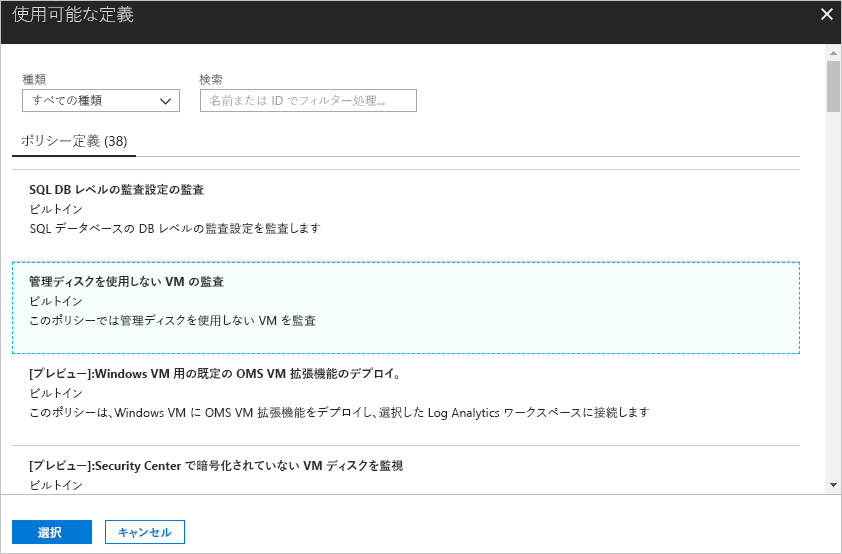 使用可能な定義
種類
検索
すべての種類
名前または ID でフィルター処理...
ポリシー定義 (38)
SQL DB レベルの監査設定の監査
ビルトイン
SQL データベースの DB レベルの監査設定を監査します
管理ディスクを使用しない VM の監査
ビルトイン
このポリシーでは管理ディスクを使用しない VM を監査
[プレビュー]:Windows VM 用の既定の OMS VM 拡張機能のデプロイ。
ビルトイン
このポリシーは、Windows VM に OMS VM 拡張機能をデプロイし、選択した Log Analytics ワークスペースに接続します
[プレビュー]:Security Center で暗号化されていない VM ディスクを監視
ビルトイン
選択
キャンセル